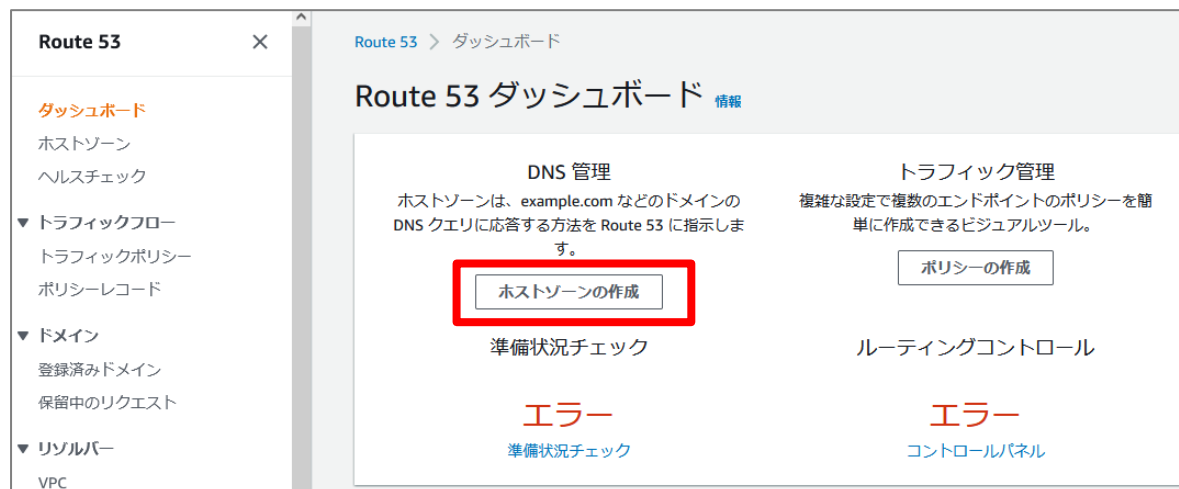 Route 53
ダッシュボード
ホストゾーン
ヘルスチェック
▼ トラフィックフロー
トラフィックポリシー
ポリシーレコード
▼ ドメイン
登録済みドメイン
保留中のリクエスト
▼ リゾルバー
VPC
Route 53 > ダッシュボード
Route 53 ダッシュボード 情報
DNS 管理
ホストゾーンは、example.com などのドメインの
DNS クエリに応答する方法を Route 53 に指示しま
す。
ホストゾーンの作成
トラフィック管理
複雑な設定で複数のエンドポイントのポリシーを簡
単に作成できるビジュアルツール。
ポリシーの作成
準備状況チェック
エラー
準備状況チェック
ルーティングコントロール
エラー
コントロールパネル